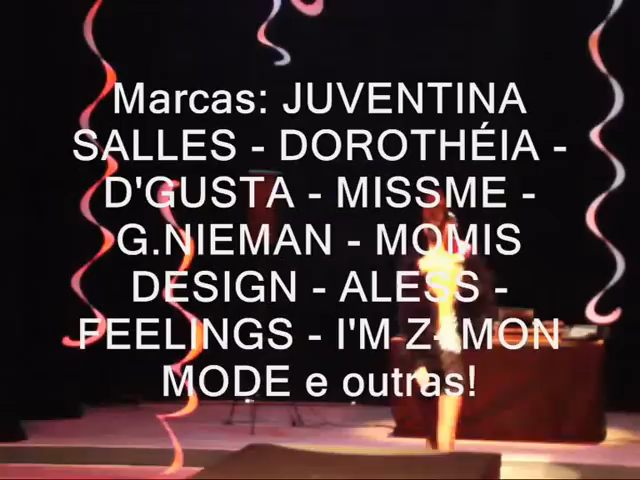 Marcas: JUVENTINA
SALLES - DOROTHÉIA -
D'GUSTA - MISSME -
G.NIEMAN - MOMIS
DESIGN - ALESS -
FEELINGS - I'M Z- MON
MODE e outras!